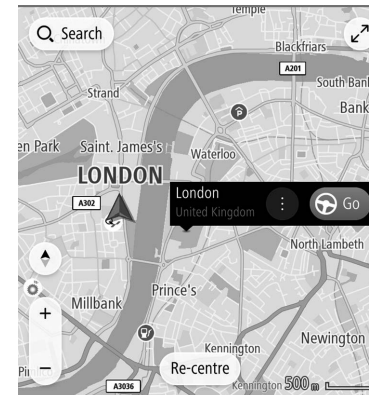 Temple
Search
Blackfriars
A201
South Ban
Strand
Bank
P
en Park
Saint. James's
Waterloo
LONDON
London
United Kingdom
Go
A302
North Lambeth
Millbank
Prince's
+
Newington
Kennington
Re-centre
−
A3036
Kennington
500 m